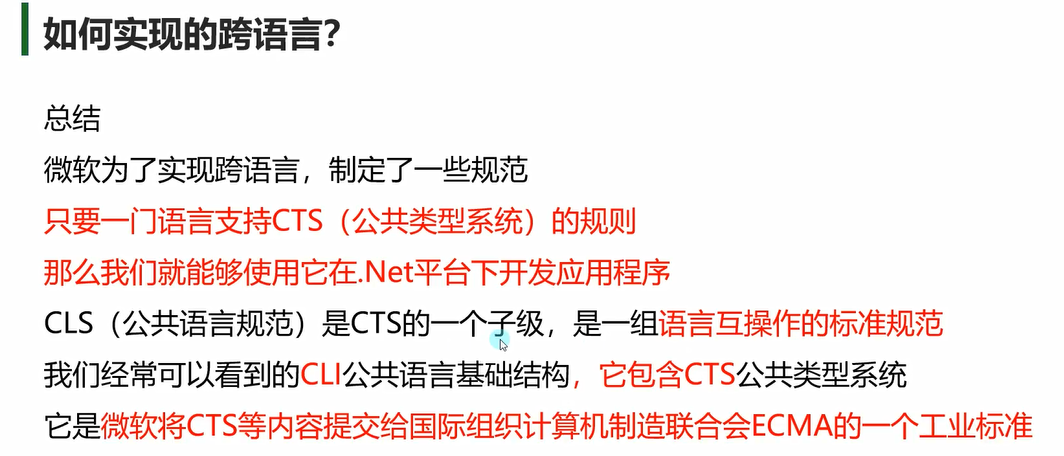 如何实现的跨语言？
总结
微软为了实现跨语言，制定了一些规范
只要一门语言支持CTS（公共类型系统）的规则
那么我们就能够使用它在.Net平台下开发应用程序
CLS（公共语言规范）是CTS的一个子级，是一组语言互操作的标准规范
我们经常可以看到的CLI公共语言基础结构，它包含CTS公共类型系统
它是微软将CTS等内容提交给国际组织计算机制造联合会ECMA的一个工业标准